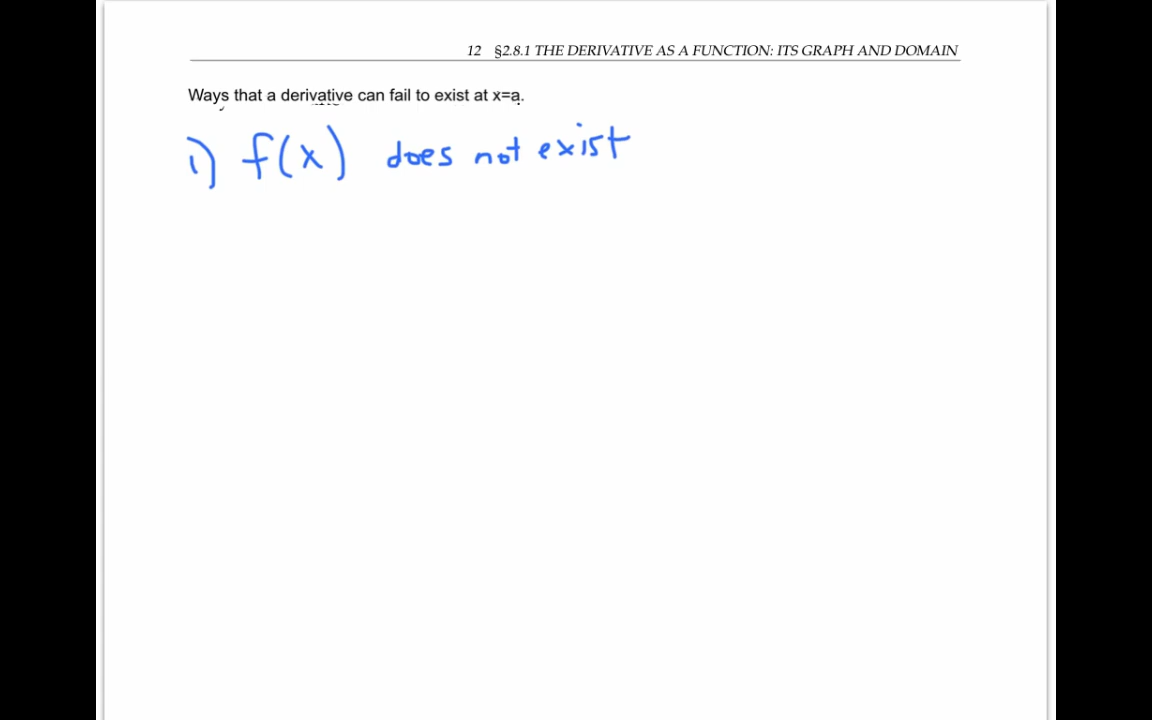 12 §2.8.1 THE DERIVATIVE AS A FUNCTION: ITS GRAPH AND DOMAIN
Ways that a derivative can fail to exist at x=a.
1) f(x) does not exist